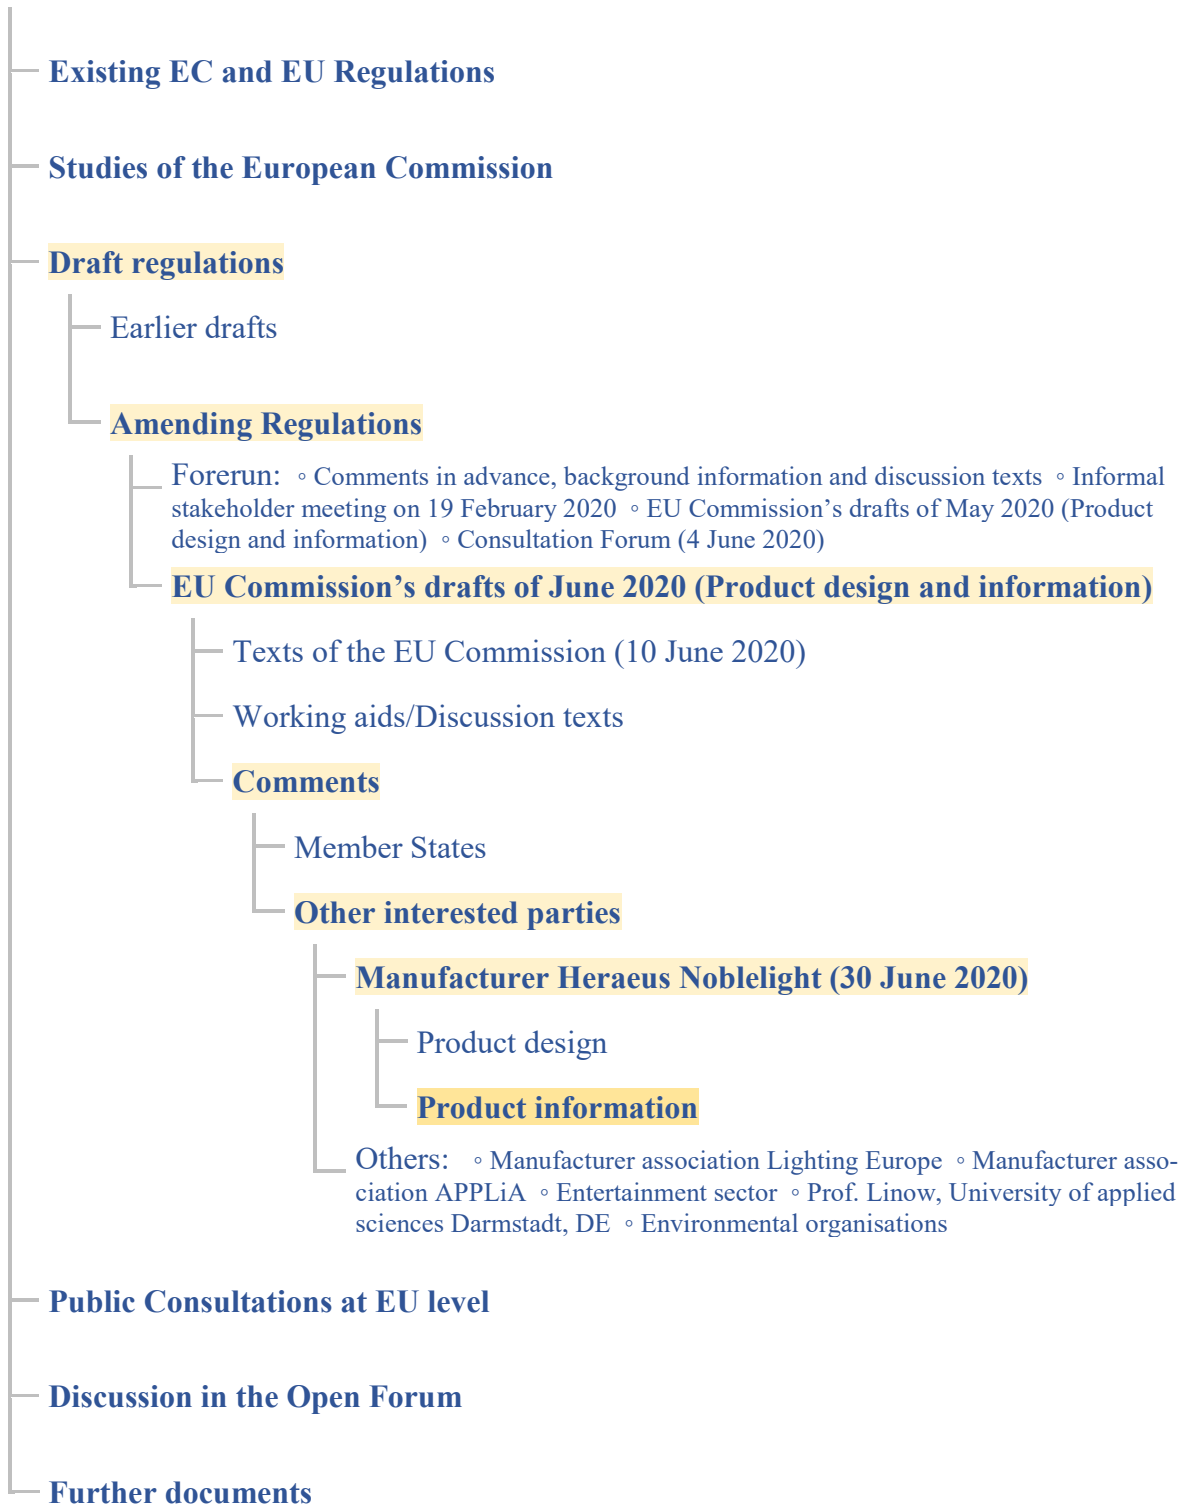 Existing EC and EU Regulations
Studies of the European Commission
Draft regulations
Earlier drafts
Amending Regulations
Forerun: ◦ Comments in advance, background information and discussion texts ◦ Informal
stakeholder meeting on 19 February 2020 ◦ EU Commission’s drafts of May 2020 (Product
design and information) ◦ Consultation Forum (4 June 2020)
EU Commission’s drafts of June 2020 (Product design and information)
Texts of the EU Commission (10 June 2020)
Working aids/Discussion texts
Comments
Member States
Other interested parties
Manufacturer Heraeus Noblelight (30 June 2020)
Product design
Product information
Others: ◦ Manufacturer association Lighting Europe ◦ Manufacturer asso-
ciation APPLiA ◦ Entertainment sector ◦ Prof. Linow, University of applied
sciences Darmstadt, DE ◦ Environmental organisations
Public Consultations at EU level
Discussion in the Open Forum
Further documents